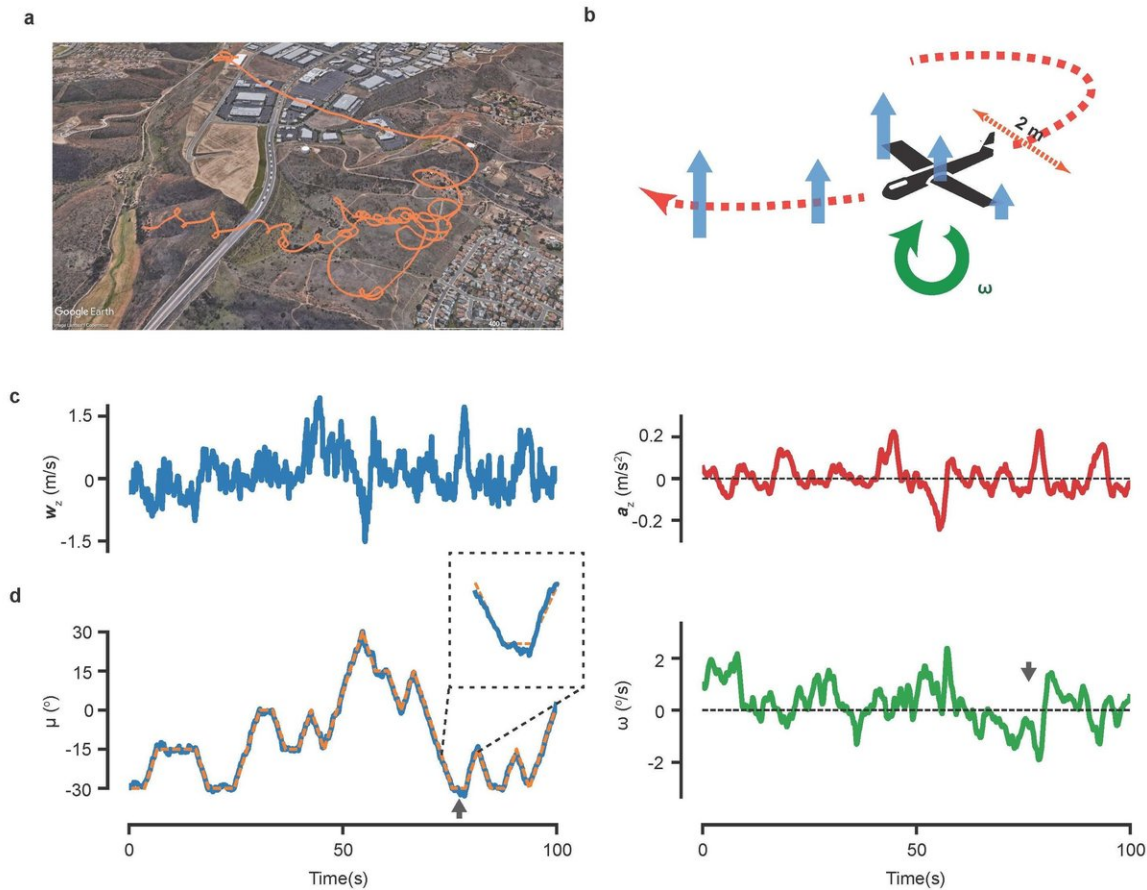 a
b
Google Earth
400 m
2 m
ω
c
w_z (m/s)
1.5
0
-1.5
a_z (m/s²)
0.2
0
-0.2
d
μ (°)
30
15
0
-15
-30
ω (°/s)
2
0
-2
0
50
100
Time(s)
0
50
100
Time(s)